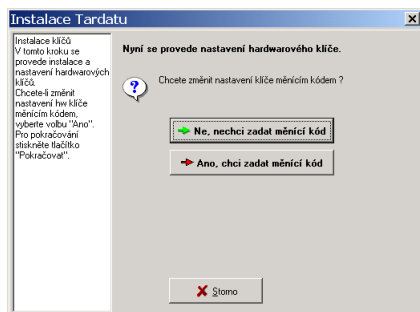 Instalace Tardatu
Instalace klíčů
V tomto kroku se
provede instalace a
nastavení hardwarových
klíčů.
Chcete-li změnit
nastavení hw klíče
měnícím kódem,
vyberte volbu "Ano".
Pro pokračování
stiskněte tlačítko
"Pokračovat".
Nyní se provede nastavení hardwarového klíče.
Chcete změnit nastavení klíče měnícím kódem ?
Ne, nechci zadat měnící kód
Ano, chci zadat měnící kód
Storno